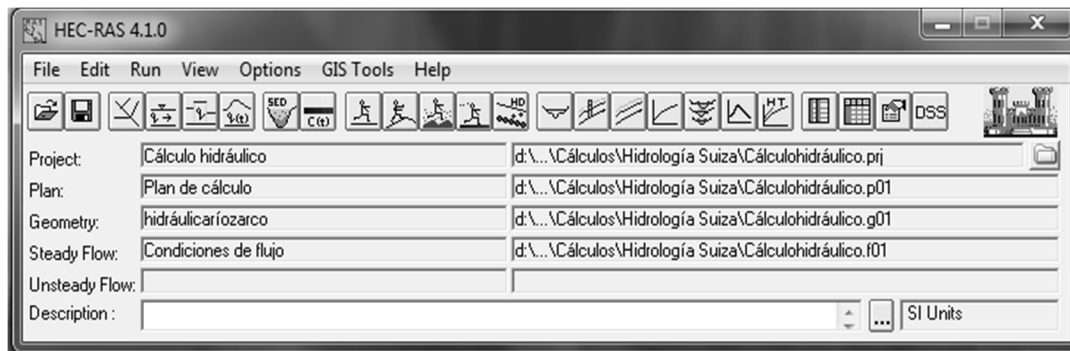 HEC-RAS 4.1.0
File Edit Run View Options GIS Tools Help
SED C(t) HD HT DSS
Project: Cálculo hidráulico d:\...\Cálculos\Hidrología Suiza\Cálculohidráulico.prj
Plan: Plan de cálculo d:\...\Cálculos\Hidrología Suiza\Cálculohidráulico.p01
Geometry: hidráulicaríozarco d:\...\Cálculos\Hidrología Suiza\Cálculohidráulico.g01
Steady Flow: Condiciones de flujo d:\...\Cálculos\Hidrología Suiza\Cálculohidráulico.f01
Unsteady Flow:
Description : ... SI Units